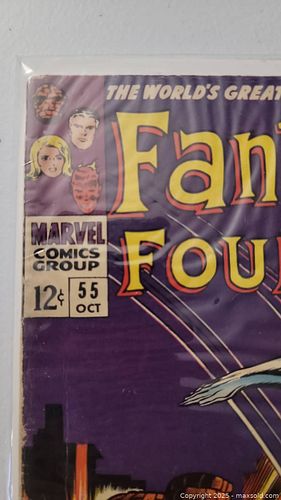 THE WORLD'S GREAT
Fan
FOU
MARVEL
COMICS
GROUP
12¢
55
OCT
Copyright 2025 - maxsold.com